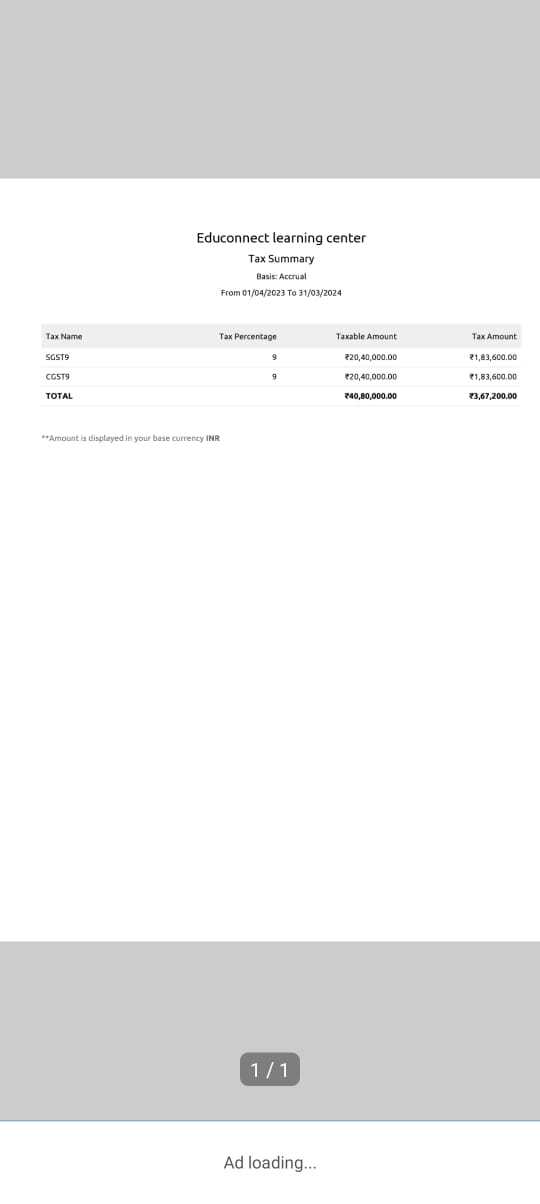 Educonnect learning center
Tax Summary
Basis: Accrual
From 01/04/2023 To 31/03/2024
Tax Name Tax Percentage Taxable Amount Tax Amount
SGST9 9 ₹20,40,000.00 ₹1,83,600.00
CGST9 9 ₹20,40,000.00 ₹1,83,600.00
TOTAL ₹40,80,000.00 ₹3,67,200.00
**Amount is displayed in your base currency INR
1 / 1
Ad loading...